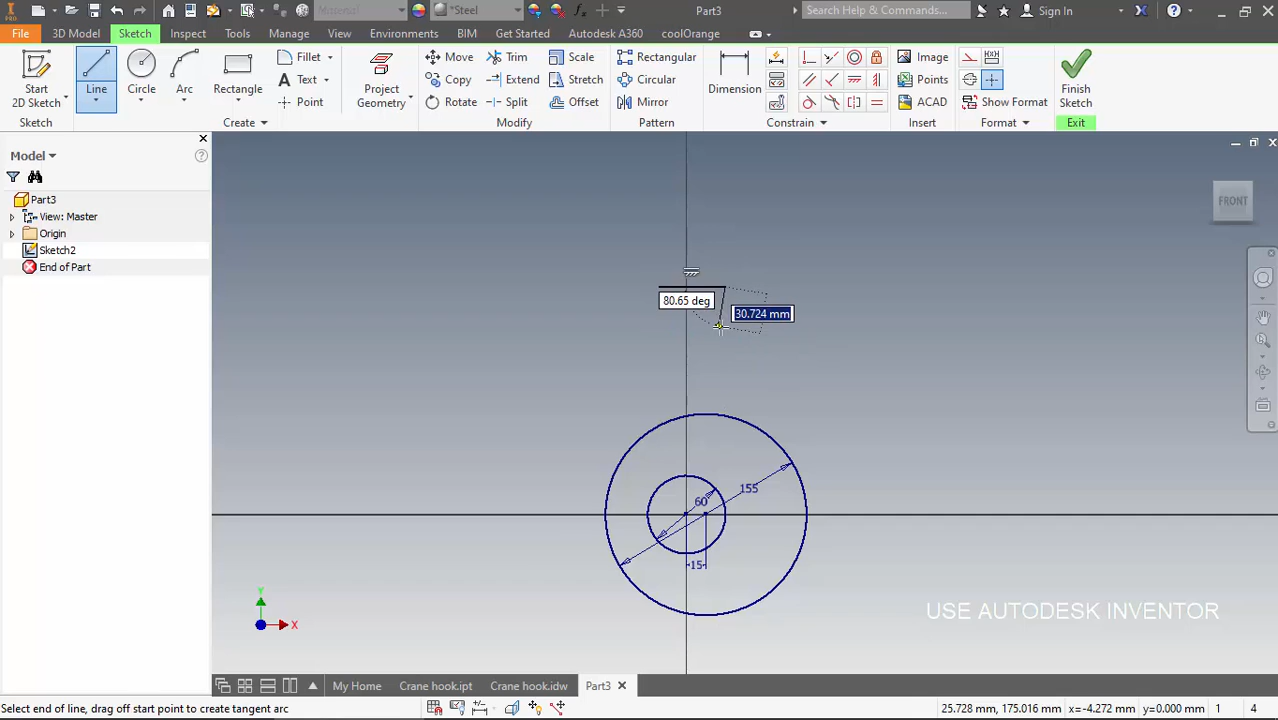 PRO
Material
Steel
fx
Part3
Search Help & Commands...
Sign In
File
3D Model
Sketch
Inspect
Tools
Manage
View
Environments
BIM
Get Started
Autodesk A360
coolOrange
Start
2D Sketch
Line
Circle
Arc
Rectangle
Fillet
Text
Point
Project
Geometry
Move
Copy
Rotate
Trim
Extend
Split
Scale
Stretch
Offset
Rectangular
Circular
Mirror
Dimension
Image
Points
ACAD
Show Format
Finish
Sketch
Sketch
Create
Modify
Pattern
Constrain
Insert
Format
Exit
Model
Part3
View: Master
Origin
Sketch2
End of Part
FRONT
80.65 deg
30.724 mm
155
60
15
Y
X
USE AUTODESK INVENTOR
My Home
Crane hook.ipt
Crane hook.idw
Part3
Select end of line, drag off start point to create tangent arc
25.728 mm, 175.016 mm
x=-4.272 mm
y=0.000 mm
1
4